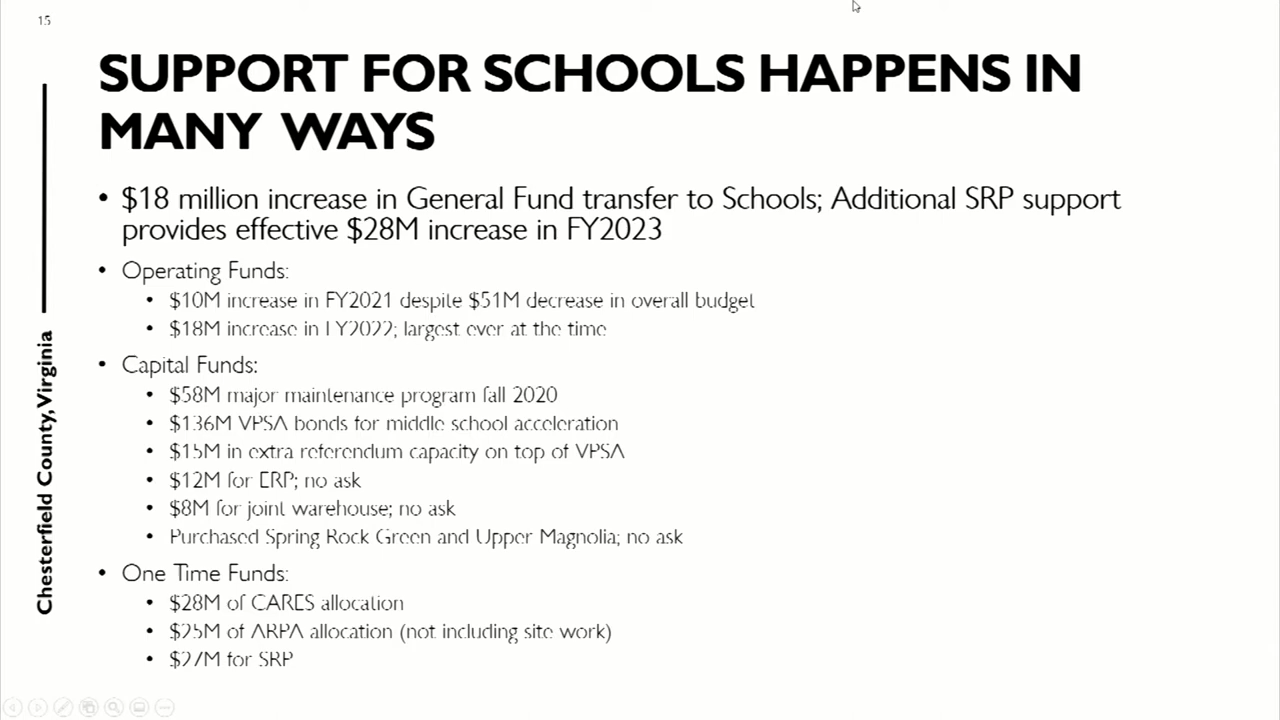 15
SUPPORT FOR SCHOOLS HAPPENS IN
MANY WAYS
• $18 million increase in General Fund transfer to Schools; Additional SRP support
provides effective $28M increase in FY2023
• Operating Funds:
• $10M increase in FY2021 despite $51M decrease in overall budget
• $18M increase in FY2022; largest ever at the time
• Capital Funds:
• $58M major maintenance program fall 2020
• $136M VPSA bonds for middle school acceleration
• $15M in extra referendum capacity on top of VPSA
• $12M for ERP; no ask
• $8M for joint warehouse; no ask
• Purchased Spring Rock Green and Upper Magnolia; no ask
• One Time Funds:
• $28M of CARES allocation
• $25M of ARPA allocation (not including site work)
• $27M for SRP
Chesterfield County, Virginia